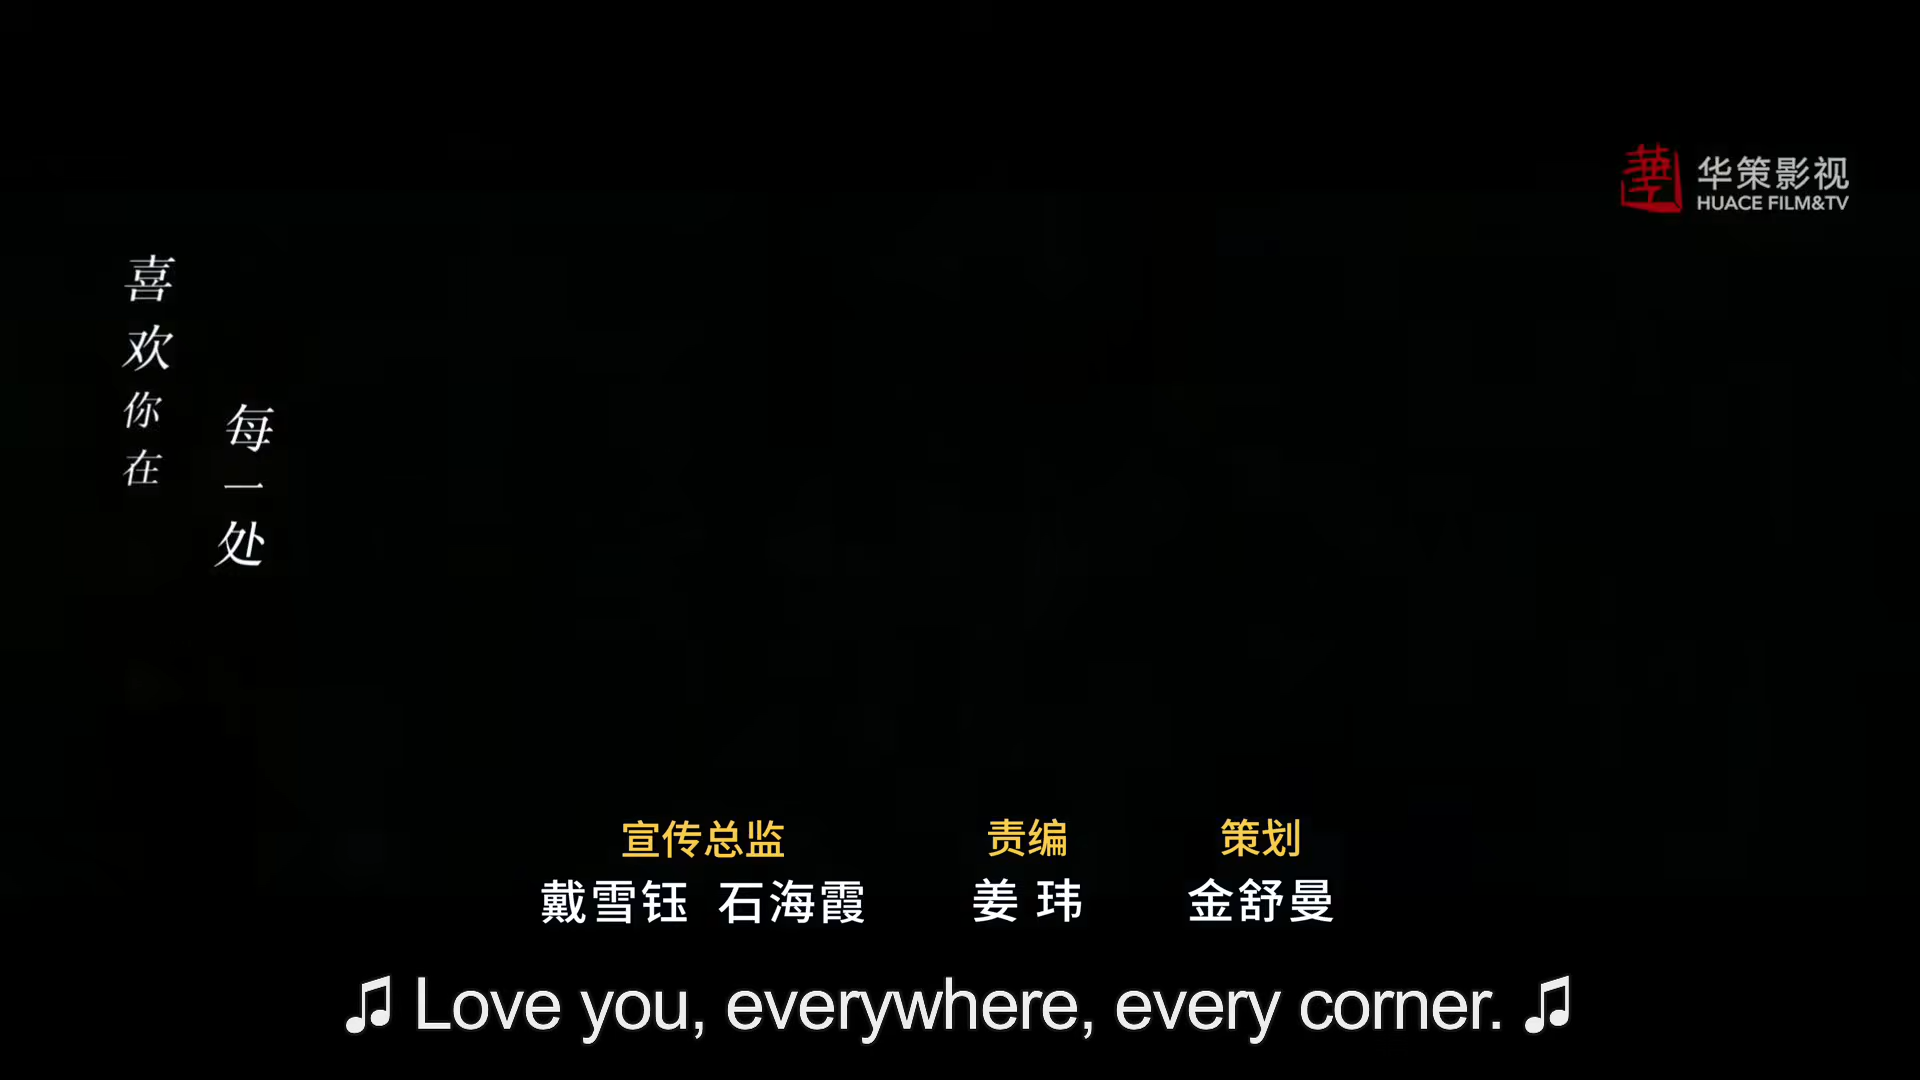 华策影视
HUACE FILM&TV
喜欢你在
每一处
宣传总监 责编 策划
戴雪钰 石海霞 姜 玮 金舒曼
♫ Love you, everywhere, every corner. ♫